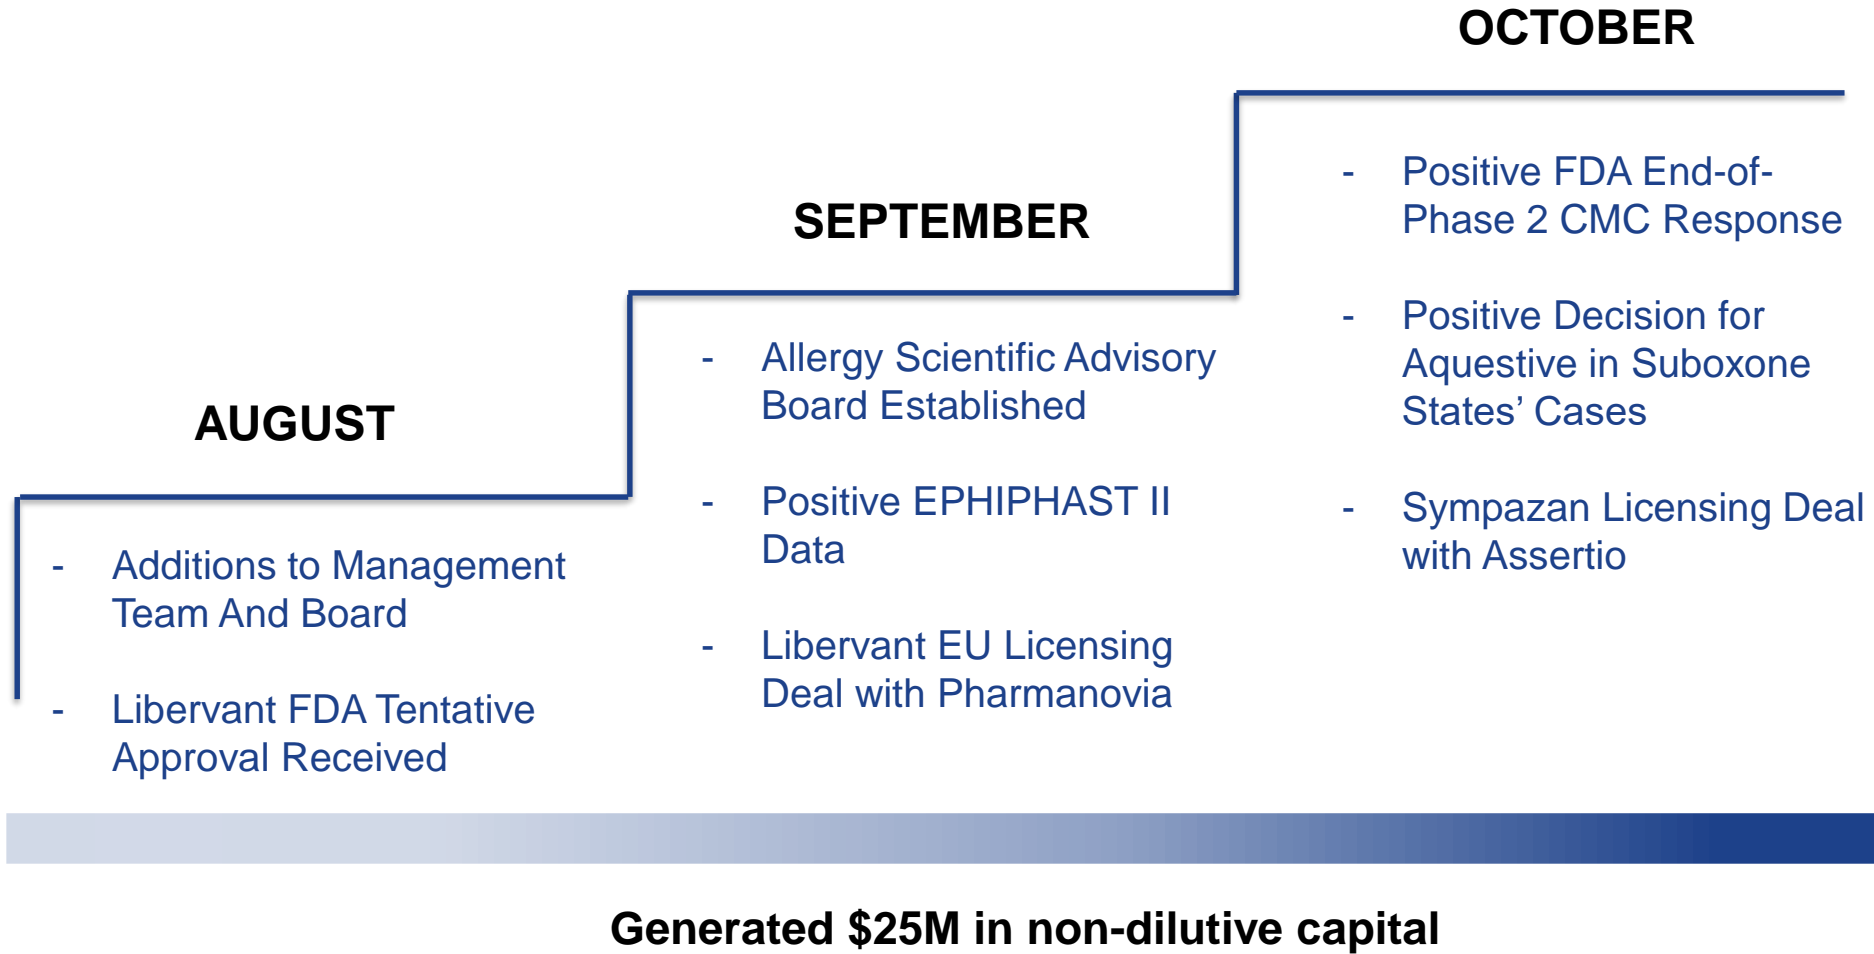 AUGUST
- Additions to Management
Team And Board
- Libervant FDA Tentative
Approval Received
SEPTEMBER
- Allergy Scientific Advisory
Board Established
- Positive EPHIPHAST II
Data
- Libervant EU Licensing
Deal with Pharmanovia
OCTOBER
- Positive FDA End-of-
Phase 2 CMC Response
- Positive Decision for
Aquestive in Suboxone
States’ Cases
- Sympazan Licensing Deal
with Assertio
Generated $25M in non-dilutive capital